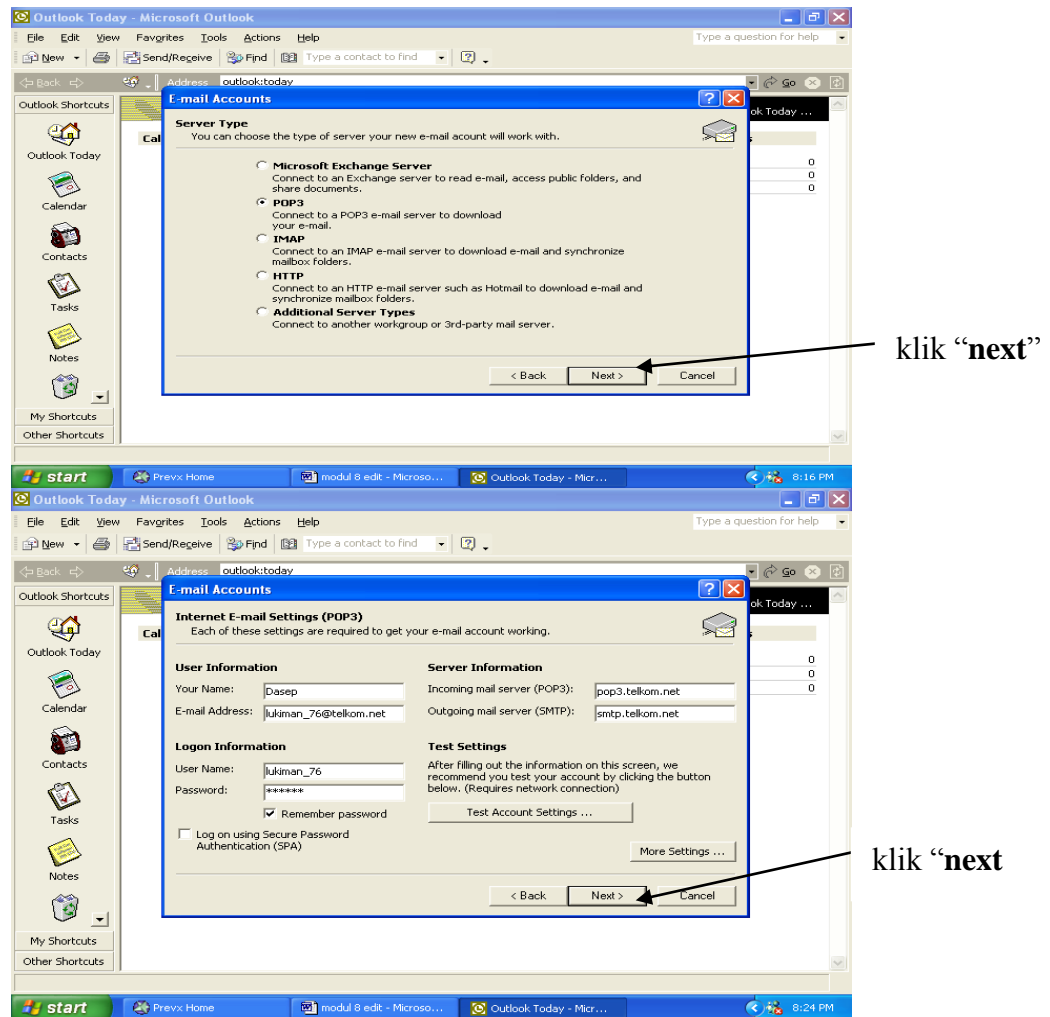 Outlook Today - Microsoft Outlook
File Edit View Favorites Tools Actions Help Type a question for help
New Send/Receive Find Type a contact to find
Back Address outlook:today Go
Outlook Shortcuts
E-mail Accounts
ok Today ...
Server Type
You can choose the type of server your new e-mail acount will work with.
Cal
s
Outlook Today
Microsoft Exchange Server
Connect to an Exchange server to read e-mail, access public folders, and
share documents.
0
0
0
POP3
Connect to a POP3 e-mail server to download
your e-mail.
Calendar
IMAP
Connect to an IMAP e-mail server to download e-mail and synchronize
mailbox folders.
Contacts
HTTP
Connect to an HTTP e-mail server such as Hotmail to download e-mail and
synchronize mailbox folders.
Tasks
Additional Server Types
Connect to another workgroup or 3rd-party mail server.
Notes
klik “next”
< Back Next > Cancel
My Shortcuts
Other Shortcuts
start Prevx Home modul 8 edit - Microso... Outlook Today - Micr... 8:16 PM
Outlook Today - Microsoft Outlook
File Edit View Favorites Tools Actions Help Type a question for help
New Send/Receive Find Type a contact to find
Back Address outlook:today Go
Outlook Shortcuts
E-mail Accounts
ok Today ...
Internet E-mail Settings (POP3)
Each of these settings are required to get your e-mail account working.
Cal
s
Outlook Today
User Information Server Information
0
0
0
Your Name: Dasep Incoming mail server (POP3): pop3.telkom.net
E-mail Address: lukiman_76@telkom.net Outgoing mail server (SMTP): smtp.telkom.net
Calendar
Logon Information Test Settings
Contacts
User Name: lukiman_76
Password: ******
After filling out the information on this screen, we
recommend you test your account by clicking the button
below. (Requires network connection)
Remember password Test Account Settings ...
Tasks
Log on using Secure Password
Authentication (SPA)
More Settings ...
klik “next
Notes
< Back Next > Cancel
My Shortcuts
Other Shortcuts
start Prevx Home modul 8 edit - Microso... Outlook Today - Micr... 8:24 PM